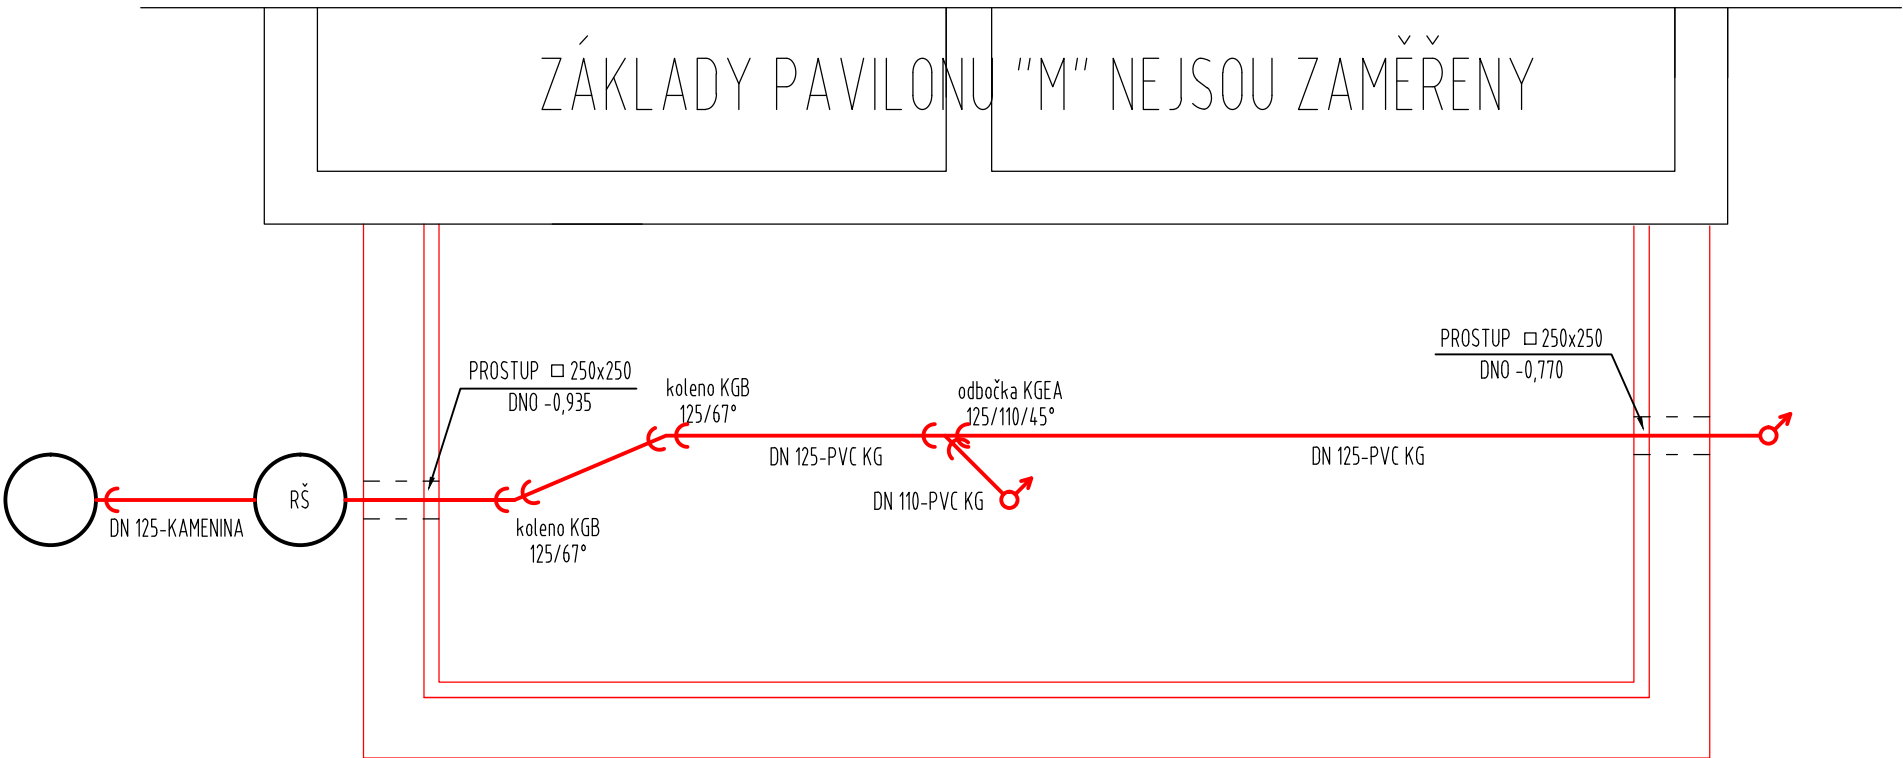 ZÁKLADY PAVILONU "M" NEJSOU ZAMĚŘENY
PROSTUP □ 250x250
DNO -0,770
PROSTUP □ 250x250
DNO -0,935
koleno KGB
125/67°
odbočka KGEA
125/110/45°
DN 125-PVC KG
DN 125-PVC KG
DN 110-PVC KG
RŠ
DN 125-KAMENINA
koleno KGB
125/67°